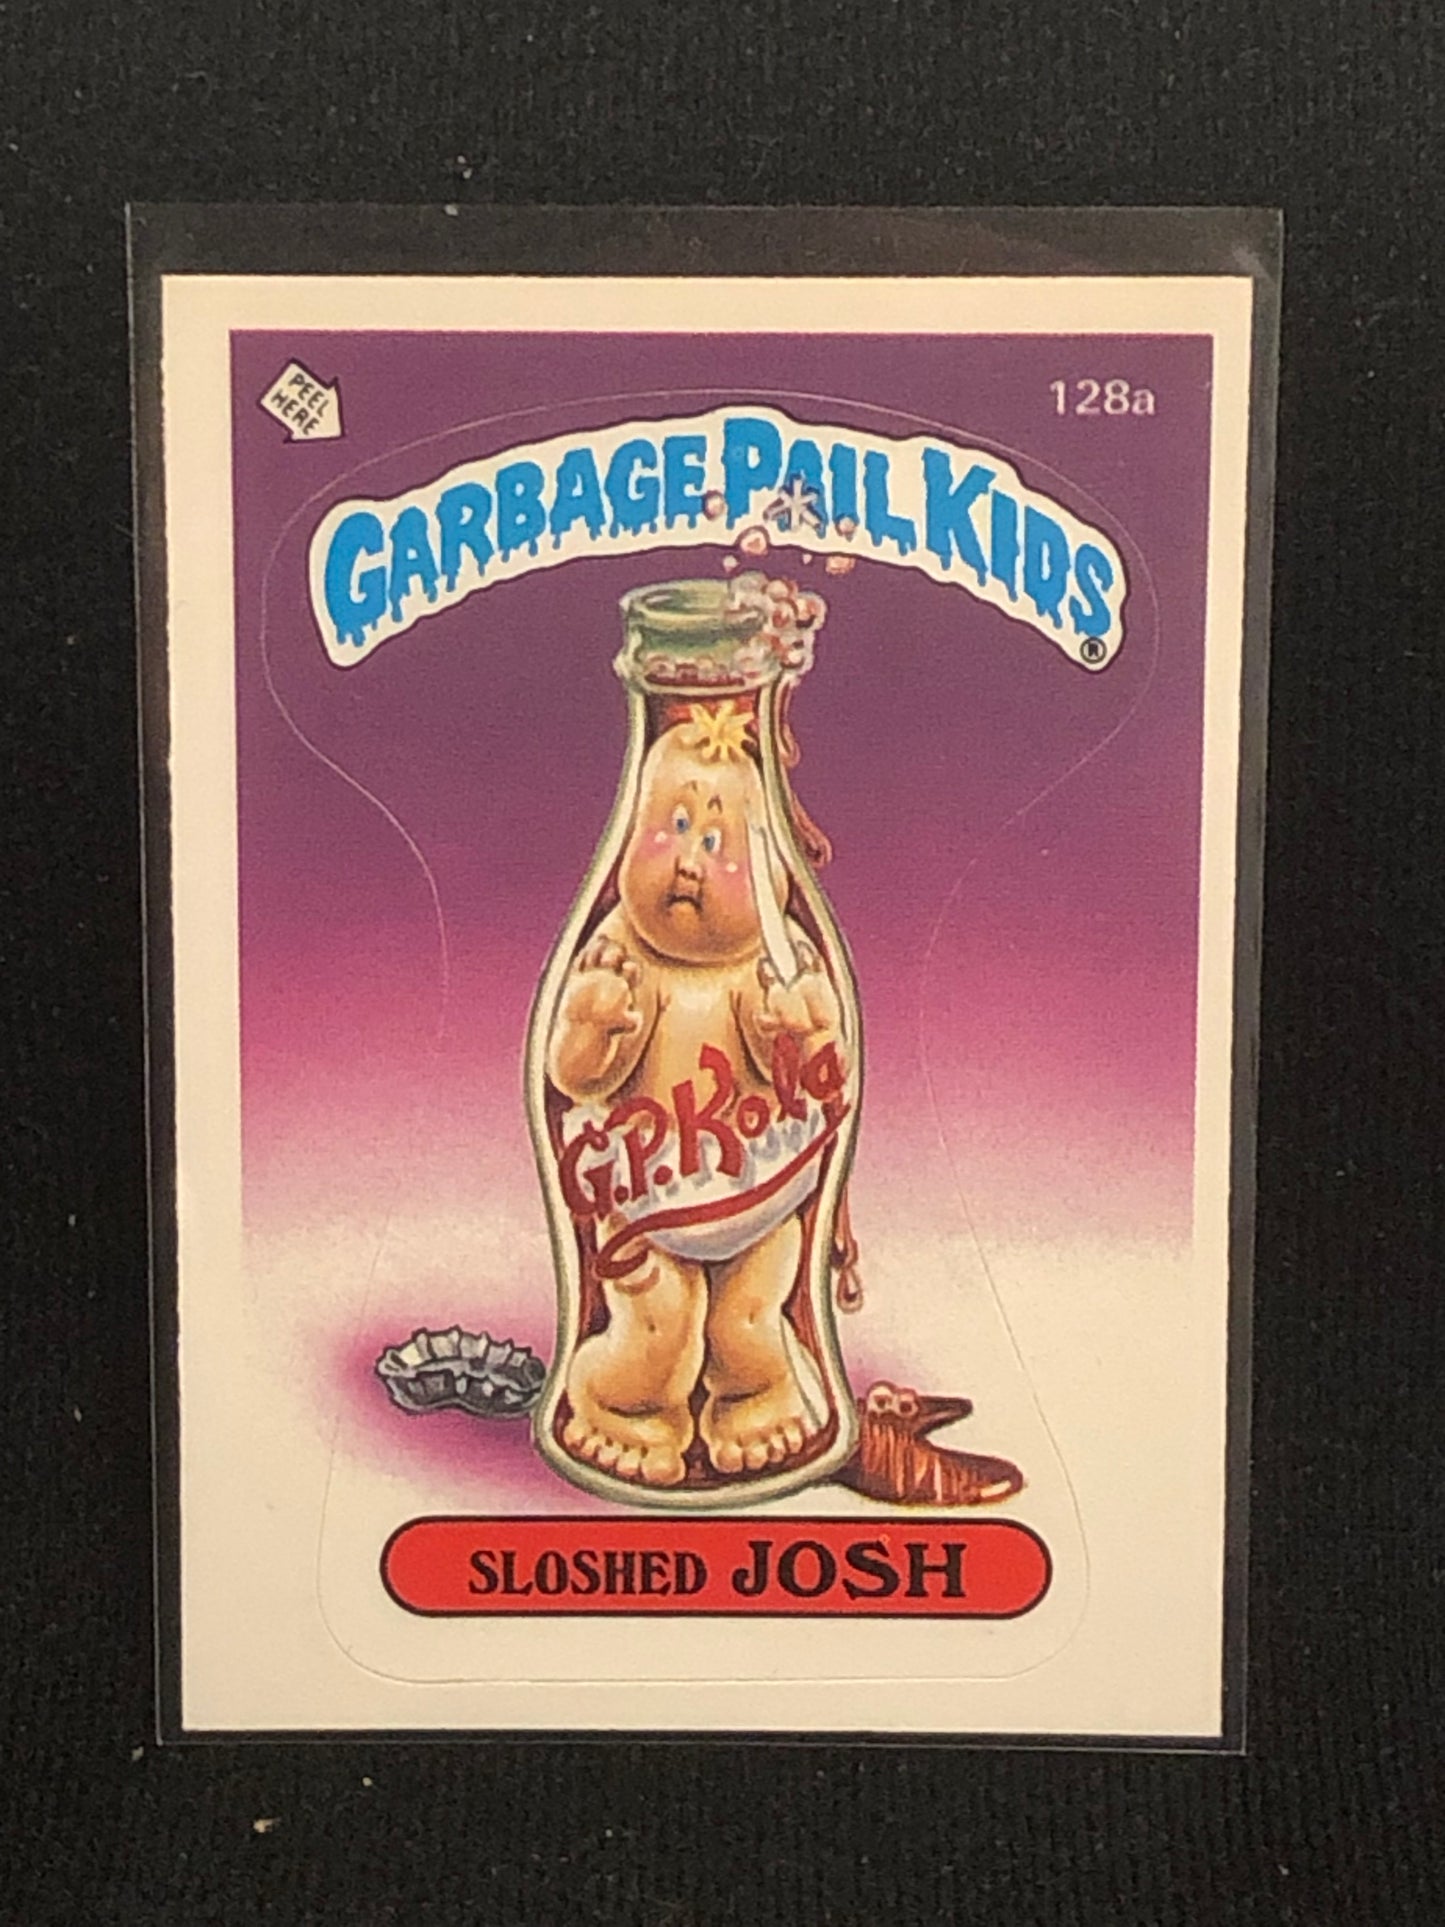 PEEL
HERE
128a
GARBAGE PAIL KIDS
®
G.P. Kola
SLOSHED JOSH